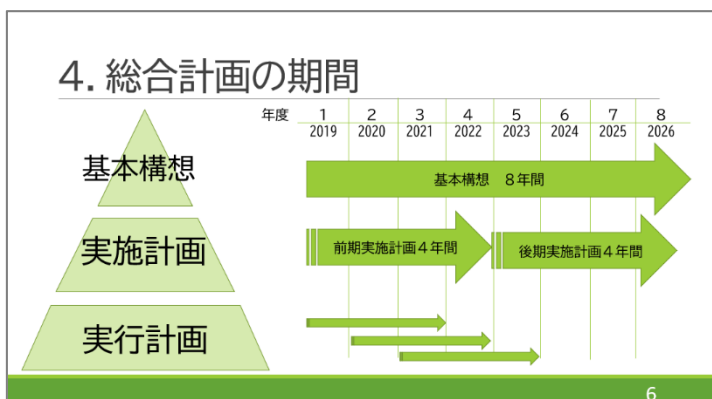 4. 総合計画の期間
年度 1 2 3 4 5 6 7 8
2019 2020 2021 2022 2023 2024 2025 2026
基本構想
基本構想　８年間
実施計画
前期実施計画４年間
後期実施計画４年間
実行計画
6